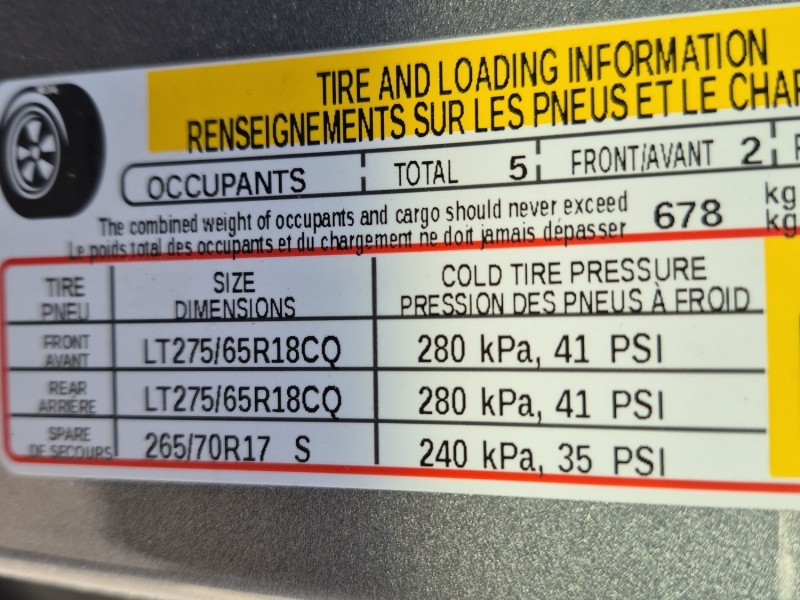 TIRE AND LOADING INFORMATION
RENSEIGNEMENTS SUR LES PNEUS ET LE CHAR
OCCUPANTS TOTAL 5 FRONT/AVANT 2
The combined weight of occupants and cargo should never exceed 678 kg
Le poids total des occupants et du chargement ne doit jamais dépasser kg
TIRE SIZE COLD TIRE PRESSURE
PNEU DIMENSIONS PRESSION DES PNEUS À FROID
FRONT
AVANT LT275/65R18CQ 280 kPa, 41 PSI
REAR
ARRIÈRE LT275/65R18CQ 280 kPa, 41 PSI
SPARE
DE SECOURS 265/70R17 S 240 kPa, 35 PSI